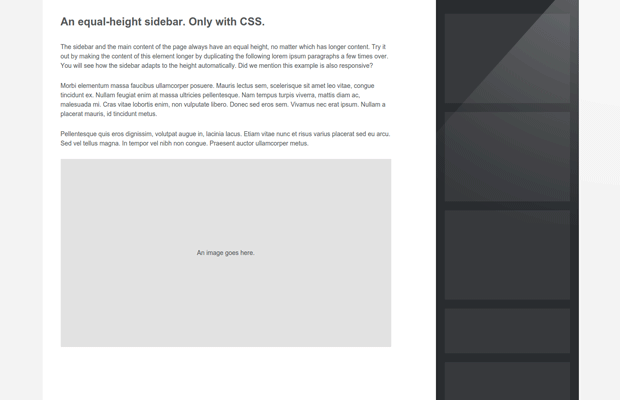 An equal-height sidebar. Only with CSS.
The sidebar and the main content of the page always have an equal height, no matter which has longer content. Try it
out by making the content of this element longer by duplicating the following lorem ipsum paragraphs a few times over.
You will see how the sidebar adapts to the height automatically. Did we mention this example is also responsive?
Morbi elementum massa faucibus ullamcorper posuere. Mauris lectus sem, scelerisque sit amet leo vitae, congue
tincidunt ex. Nullam feugiat enim at massa ultricies pellentesque. Nam tempus turpis viverra, mattis diam ac,
malesuada mi. Cras vitae lobortis enim, non vulputate libero. Donec sed eros sem. Vivamus nec erat ipsum. Nullam a
placerat mauris, id tincidunt metus.
Pellentesque quis eros dignissim, volutpat augue in, lacinia lacus. Etiam vitae nunc et risus varius placerat sed eu arcu.
Sed vel tellus magna. In tempor vel nibh non congue. Praesent auctor ullamcorper metus.
An image goes here.